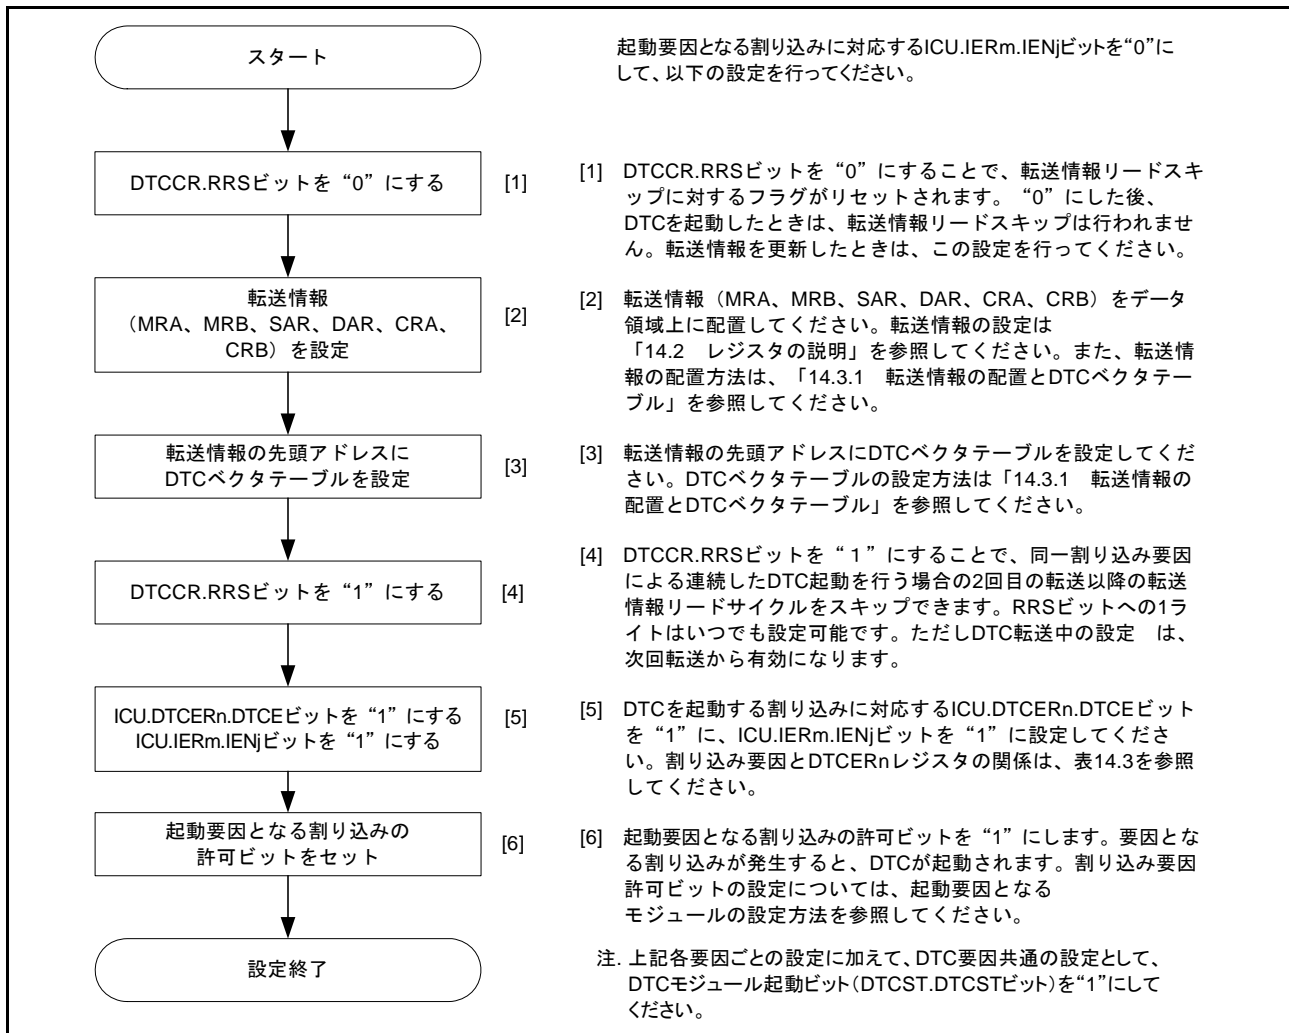 スタート
起動要因となる割り込みに対応するICU.IERm.IENjビットを“0”に
して、以下の設定を行ってください。
DTCCR.RRSビットを“0”にする
[1]
[1] DTCCR.RRSビットを“0”にすることで、転送情報リードスキ
ップに対するフラグがリセットされます。“0”にした後、
DTCを起動したときは、転送情報リードスキップは行われませ
ん。転送情報を更新したときは、この設定を行ってください。
転送情報
（MRA、MRB、SAR、DAR、CRA、
CRB）を設定
[2]
[2] 転送情報（MRA、MRB、SAR、DAR、CRA、CRB）をデータ
領域上に配置してください。転送情報の設定は
「14.2　レジスタの説明」を参照してください。また、転送情
報の配置方法は、「14.3.1　転送情報の配置とDTCベクタテー
ブル」を参照してください。
転送情報の先頭アドレスに
DTCベクタテーブルを設定
[3]
[3] 転送情報の先頭アドレスにDTCベクタテーブルを設定してくだ
さい。DTCベクタテーブルの設定方法は「14.3.1　転送情報の
配置とDTCベクタテーブル」を参照してください。
DTCCR.RRSビットを“1”にする
[4]
[4] DTCCR.RRSビットを“１”にすることで、同一割り込み要因
による連続したDTC起動を行う場合の2回目の転送以降の転送
情報リードサイクルをスキップできます。RRSビットへの1ラ
イトはいつでも設定可能です。ただしDTC転送中の設定　は、
次回転送から有効になります。
ICU.DTCERn.DTCEビットを“1”にする
ICU.IERm.IENjビットを“1”にする
[5]
[5] DTCを起動する割り込みに対応するICU.DTCERn.DTCEビット
を“1”に、ICU.IERm.IENjビットを“1”に設定してくださ
い。割り込み要因とDTCERnレジスタの関係は、表14.3を参照
してください。
起動要因となる割り込みの
許可ビットをセット
[6]
[6] 起動要因となる割り込みの許可ビットを“1”にします。要因とな
る割り込みが発生すると、DTCが起動されます。割り込み要因
許可ビットの設定については、起動要因となる
モジュールの設定方法を参照してください。
設定終了
注. 上記各要因ごとの設定に加えて、DTC要因共通の設定として、
DTCモジュール起動ビット（DTCST.DTCSTビット）を“1”にして
ください。